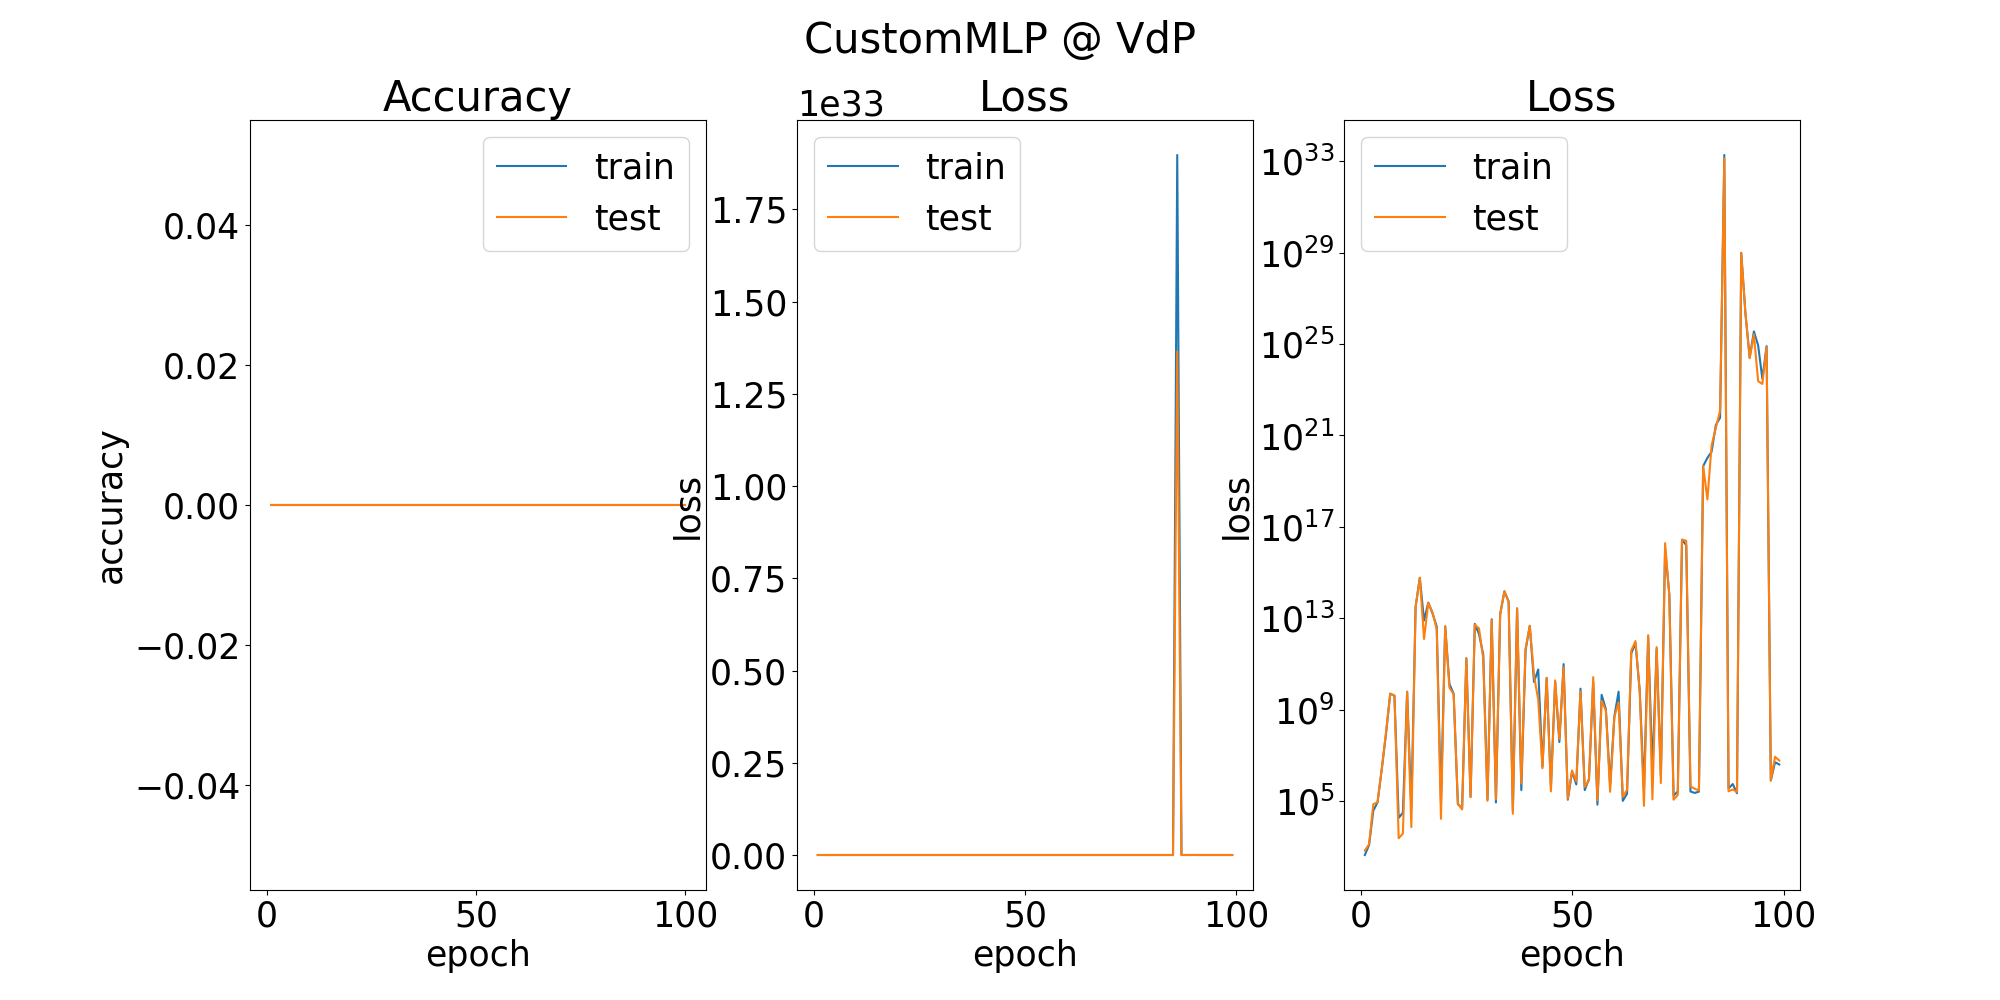 CustomMLP @ VdP
Accuracy
train
test
0.04
0.02
0.00
−0.02
−0.04
accuracy
0
50
100
epoch
Loss
1e33
train
test
1.75
1.50
1.25
1.00
0.75
0.50
0.25
0.00
loss
0
50
100
epoch
Loss
train
test
10^33
10^29
10^25
10^21
10^17
10^13
10^9
10^5
loss
0
50
100
epoch